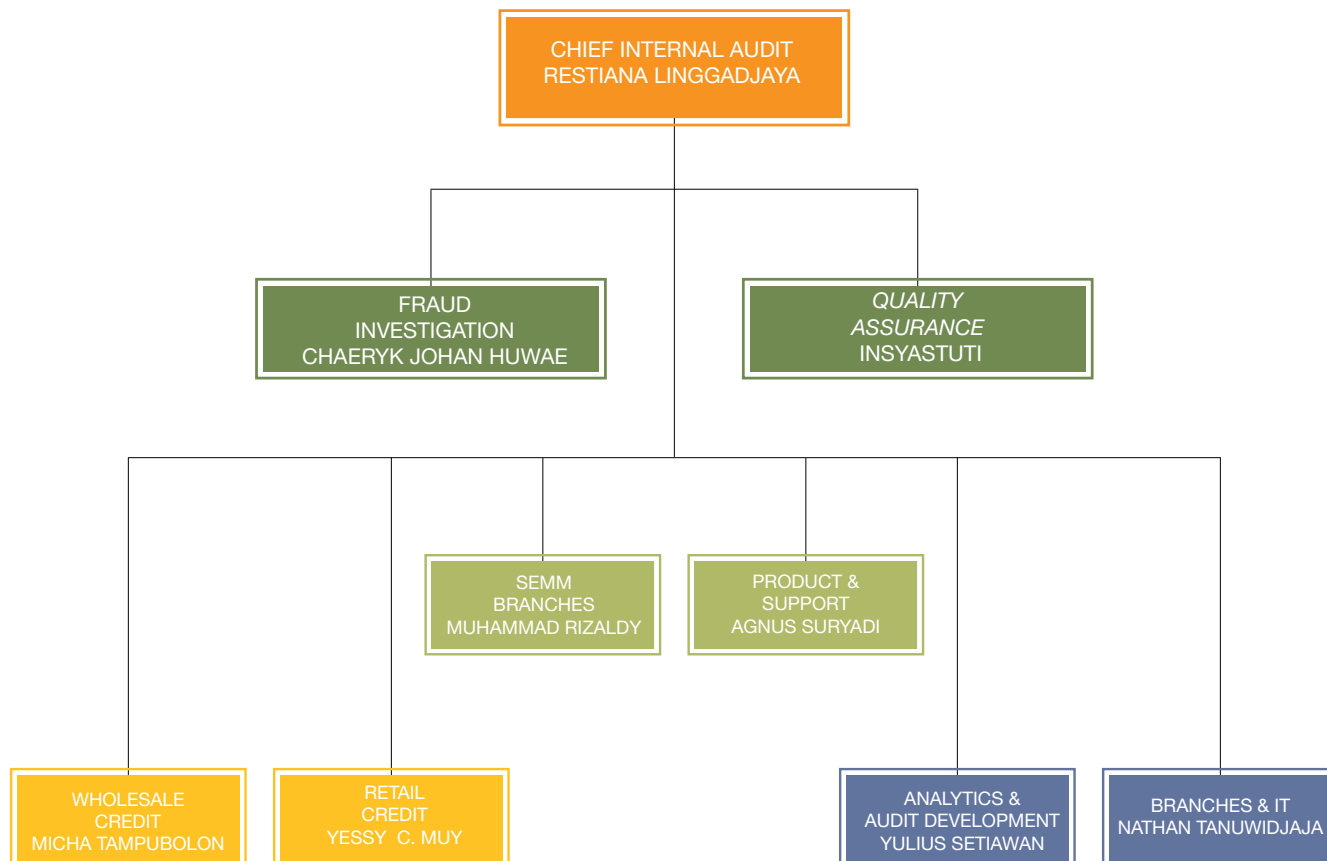 CHIEF INTERNAL AUDIT
RESTIANA LINGGADJAYA
FRAUD
INVESTIGATION
CHAERYK JOHAN HUWAE
QUALITY
ASSURANCE
INSYASTUTI
SEMM
BRANCHES
MUHAMMAD RIZALDY
PRODUCT &
SUPPORT
AGNUS SURYADI
WHOLESALE
CREDIT
MICHA TAMPUBOLON
RETAIL
CREDIT
YESSY C. MUY
ANALYTICS &
AUDIT DEVELOPMENT
YULIUS SETIAWAN
BRANCHES & IT
NATHAN TANUWIDJAJA